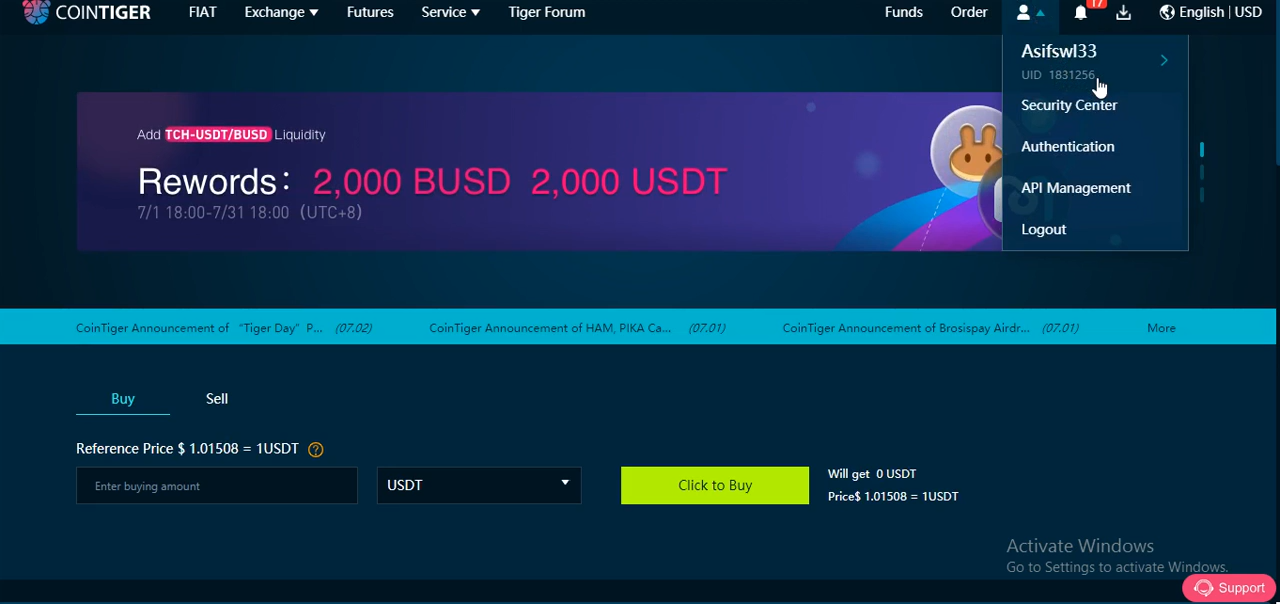 COINTIGER FIAT Exchange Futures Service Tiger Forum Funds Order 17 English | USD
Asifswl33
UID 1831256
Security Center
Authentication
API Management
Logout
Add TCH-USDT/BUSD Liquidity
Rewords: 2,000 BUSD 2,000 USDT
7/1 18:00-7/31 18:00 (UTC+8)
CoinTiger Announcement of “Tiger Day” P... (07.02) CoinTiger Announcement of HAM, PIKA Ca... (07.01) CoinTiger Announcement of Brosispay Airdr... (07.01) More
Buy Sell
Reference Price $ 1.01508 = 1USDT ?
Enter buying amount USDT Click to Buy
Will get 0 USDT
Price$ 1.01508 = 1USDT
Activate Windows
Go to Settings to activate Windows.
Support